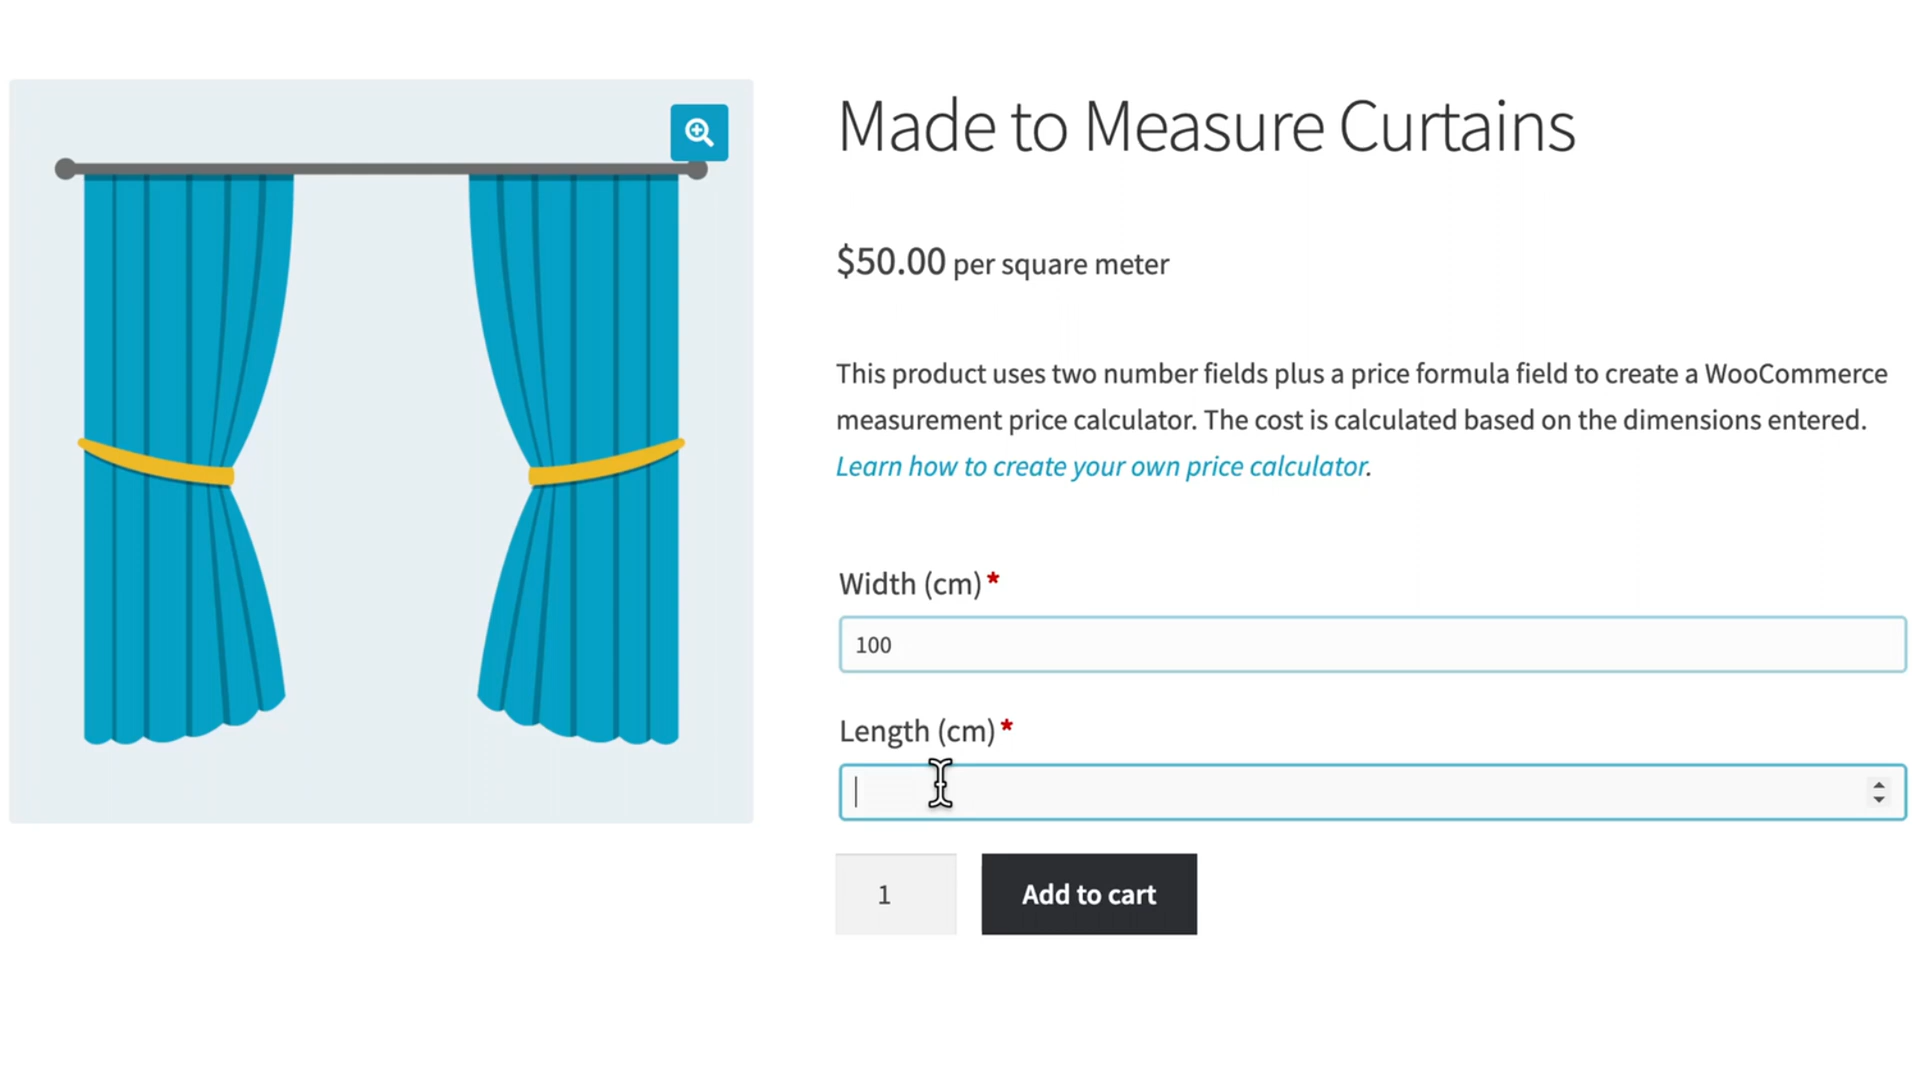 Made to Measure Curtains
$50.00 per square meter
This product uses two number fields plus a price formula field to create a WooCommerce
measurement price calculator. The cost is calculated based on the dimensions entered.
Learn how to create your own price calculator.
Width (cm) *
100
Length (cm) *
1
Add to cart